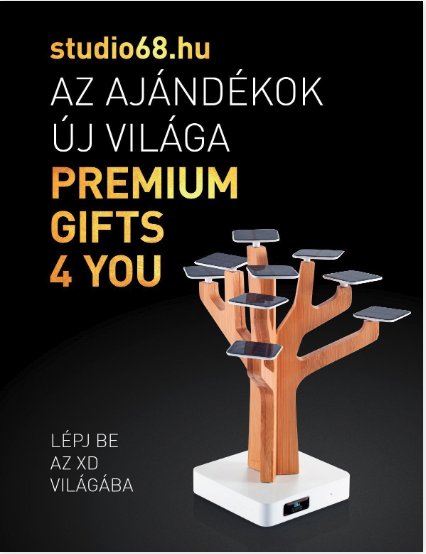 studio68.hu
AZ AJÁNDÉKOK
ÚJ VILÁGA
PREMIUM
GIFTS
4 YOU
LÉPJ BE
AZ XD
VILÁGÁBA